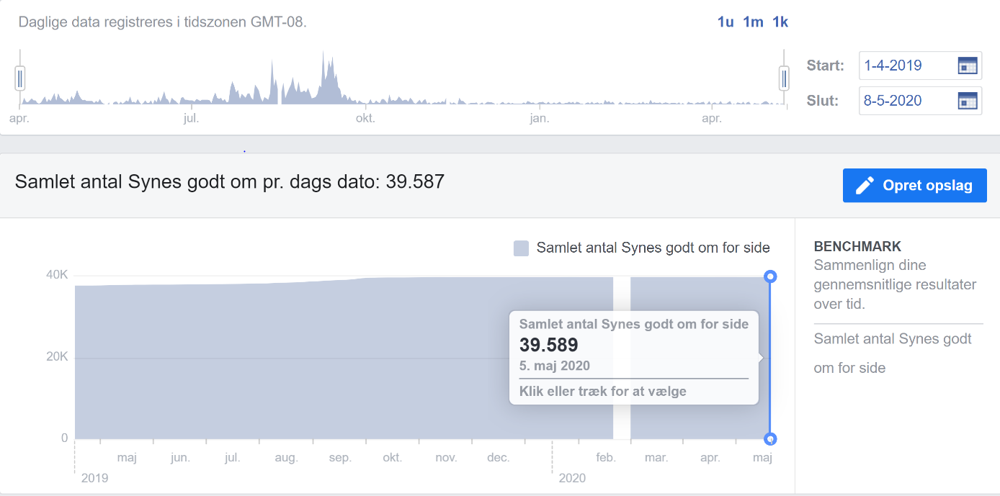 Daglige data registreres i tidszonen GMT-08.
1u 1m 1k
Start: 1-4-2019
Slut: 8-5-2020
apr. jul. okt. jan. apr.
Samlet antal Synes godt om pr. dags dato: 39.587
Opret opslag
Samlet antal Synes godt om for side
40K
20K
0
Samlet antal Synes godt om for side
39.589
5. maj 2020
Klik eller træk for at vælge
maj jun. jul. aug. sep. okt. nov. dec. feb. mar. apr. maj
2019 2020
BENCHMARK
Sammenlign dine
gennemsnitlige resultater
over tid.
Samlet antal Synes godt
om for side